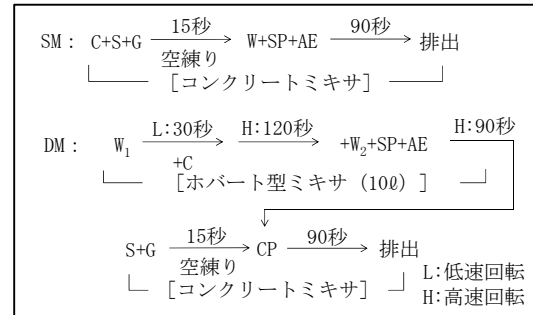 15秒 90秒
SM： C+S+G → W+SP+AE → 排出
空練り
［コンクリートミキサ］
L:30秒 H:120秒 H:90秒
DM： W₁ → → +W₂+SP+AE
+C
［ホバート型ミキサ（10ℓ）］
15秒 90秒
S+G → CP → 排出
空練り
［コンクリートミキサ］
L:低速回転
H:高速回転